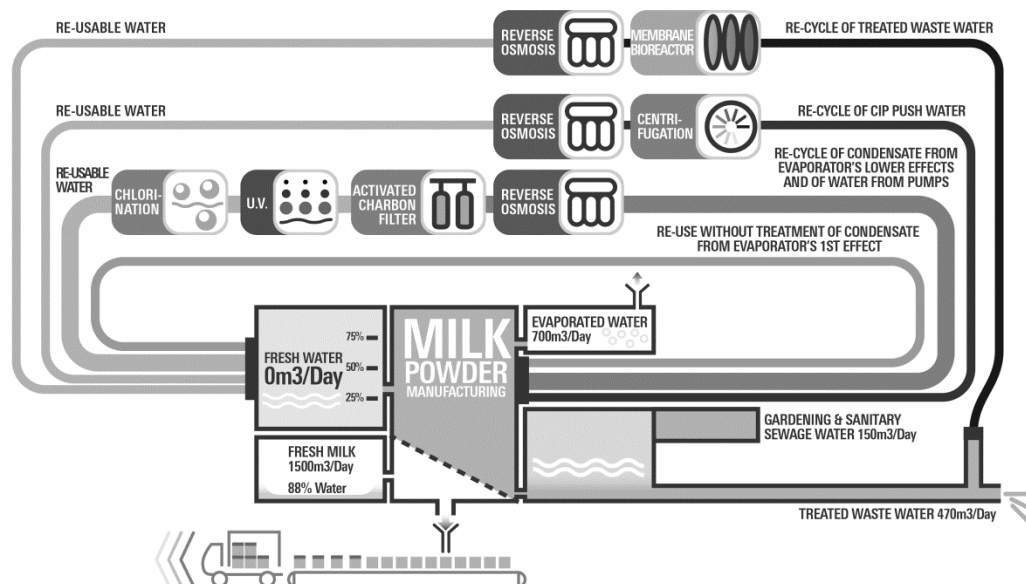 RE-USABLE WATER
REVERSE
OSMOSIS
MEMBRANE
BIOREACTOR
RE-CYCLE OF TREATED WASTE WATER
RE-USABLE WATER
REVERSE
OSMOSIS
CENTRI-
FUGATION
RE-CYCLE OF CIP PUSH WATER
RE-USABLE
WATER
CHLORI-
NATION
U.V.
ACTIVATED
CHARBON
FILTER
REVERSE
OSMOSIS
RE-CYCLE OF CONDENSATE FROM
EVAPORATOR'S LOWER EFFECTS
AND OF WATER FROM PUMPS
RE-USE WITHOUT TREATMENT OF CONDENSATE
FROM EVAPORATOR'S 1ST EFFECT
FRESH WATER
0m3/Day
75%
50%
25%
MILK
POWDER
MANUFACTURING
EVAPORATED WATER
700m3/Day
FRESH MILK
1500m3/Day
88% Water
GARDENING & SANITARY
SEWAGE WATER 150m3/Day
TREATED WASTE WATER 470m3/Day